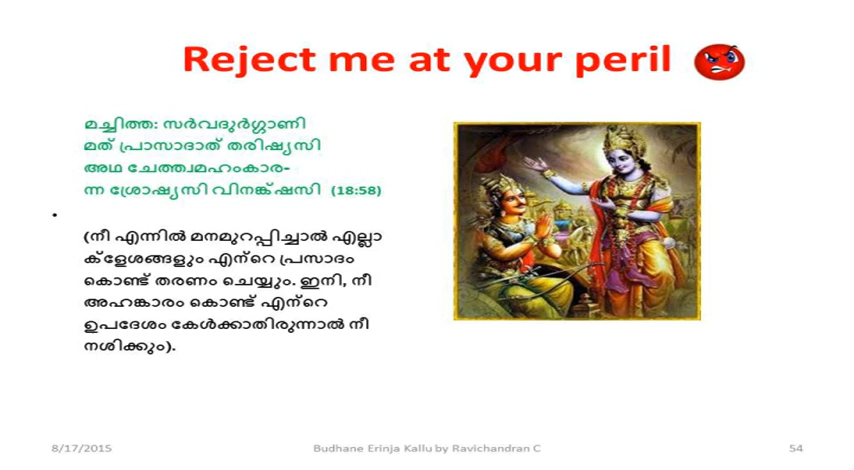 Reject me at your peril
മച്ചിത്ത: സർവദുർഗ്ഗാണി
മത് പ്രാസാദാത് തരിഷ്യസി
അഥ ചേത്ത്വമഹംകാര-
ന്ന ശ്രോഷ്യസി വിനങ്ക്ഷസി (18:58)
(നീ എന്നിൽ മനമുറപ്പിച്ചാൽ എല്ലാ
ക്ളേശങ്ങളും എന്റെ പ്രസാദം
കൊണ്ട് തരണം ചെയ്യും. ഇനി, നീ
അഹങ്കാരം കൊണ്ട് എന്റെ
ഉപദേശം കേൾക്കാതിരുന്നാൽ നീ
നശിക്കും).
8/17/2015
Budhane Erinja Kallu by Ravichandran C
54